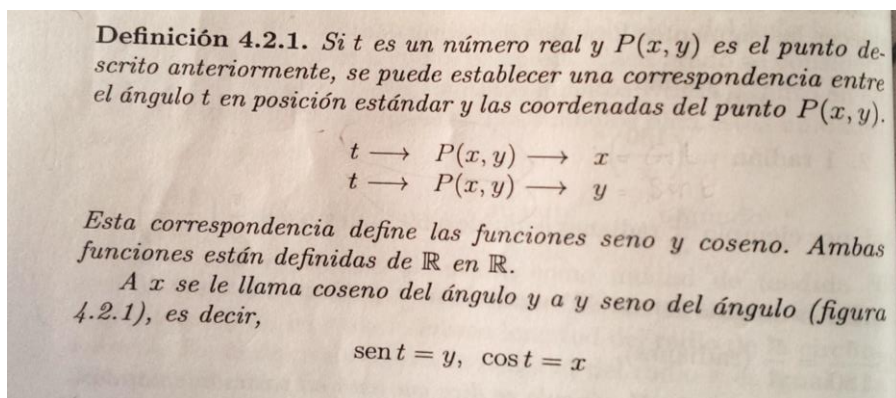 Definición 4.2.1. Si t es un número real y P(x, y) es el punto de-
scrito anteriormente, se puede establecer una correspondencia entre
el ángulo t en posición estándar y las coordenadas del punto P(x, y).
t ⟶ P(x, y) ⟶ x
t ⟶ P(x, y) ⟶ y
Esta correspondencia define las funciones seno y coseno. Ambas
funciones están definidas de ℝ en ℝ.
A x se le llama coseno del ángulo y a y seno del ángulo (figura
4.2.1), es decir,
sen t = y, cos t = x